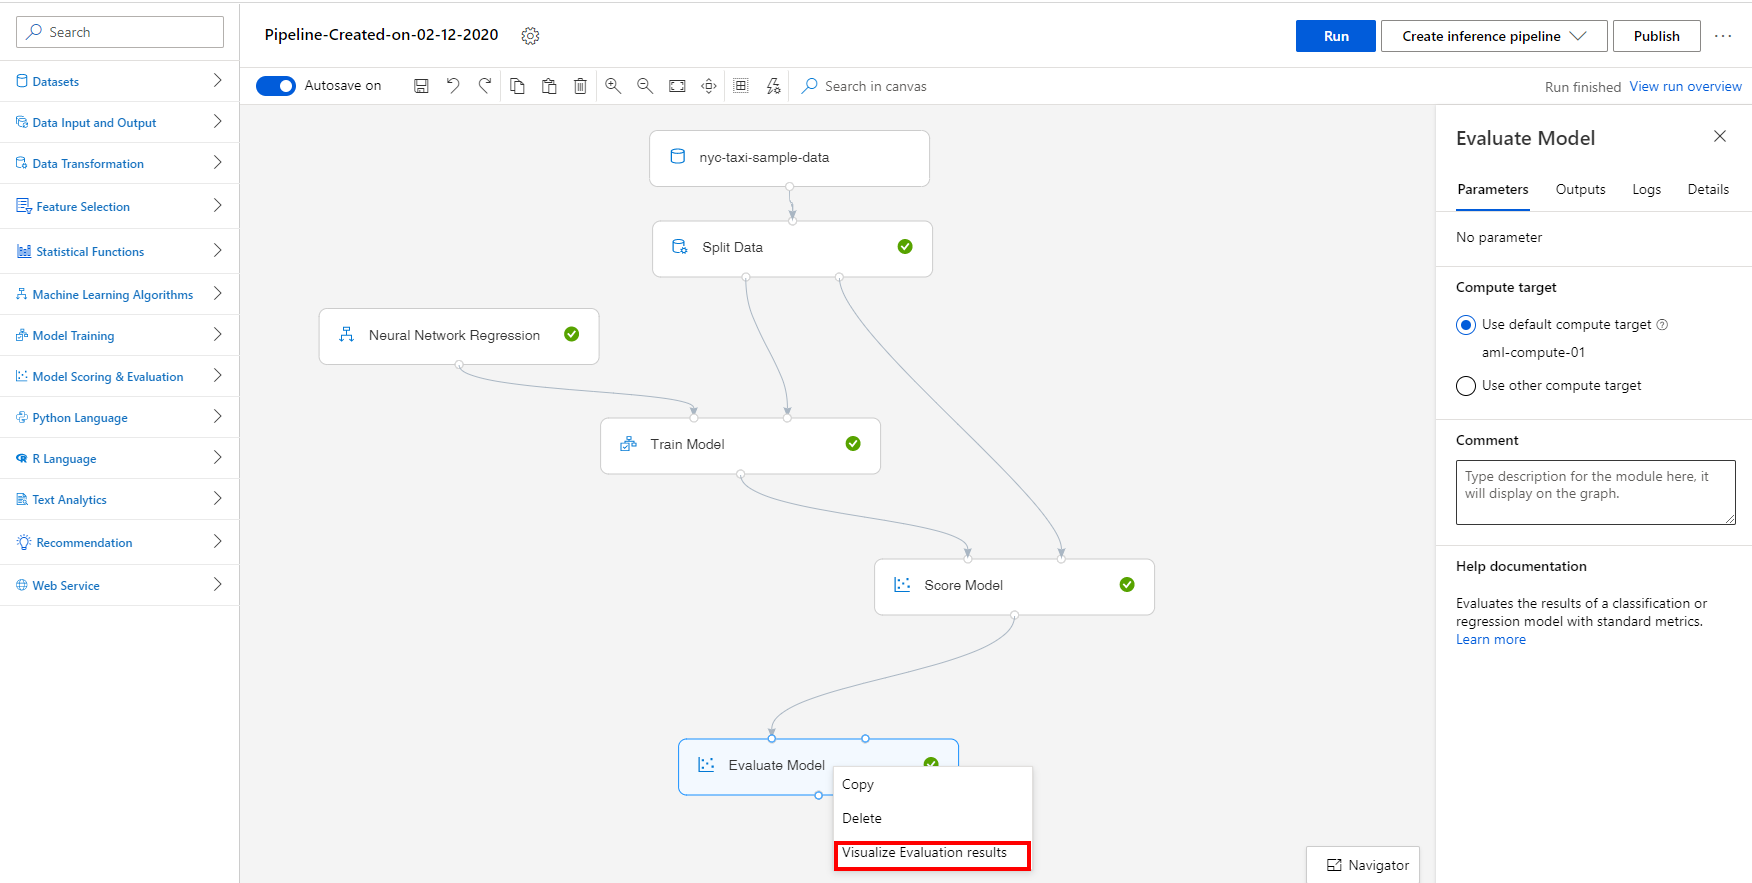 Search
Datasets
Data Input and Output
Data Transformation
Feature Selection
Statistical Functions
Machine Learning Algorithms
Model Training
Model Scoring & Evaluation
Python Language
R Language
Text Analytics
Recommendation
Web Service
Pipeline-Created-on-02-12-2020
Run
Create inference pipeline
Publish
Autosave on
Search in canvas
Run finished View run overview
nyc-taxi-sample-data
Split Data
Neural Network Regression
Train Model
Score Model
Evaluate Model
Copy
Delete
Visualize Evaluation results
Navigator
Evaluate Model
Parameters Outputs Logs Details
No parameter
Compute target
Use default compute target
aml-compute-01
Use other compute target
Comment
Type description for the module here, it
will display on the graph.
Help documentation
Evaluates the results of a classification or
regression model with standard metrics.
Learn more